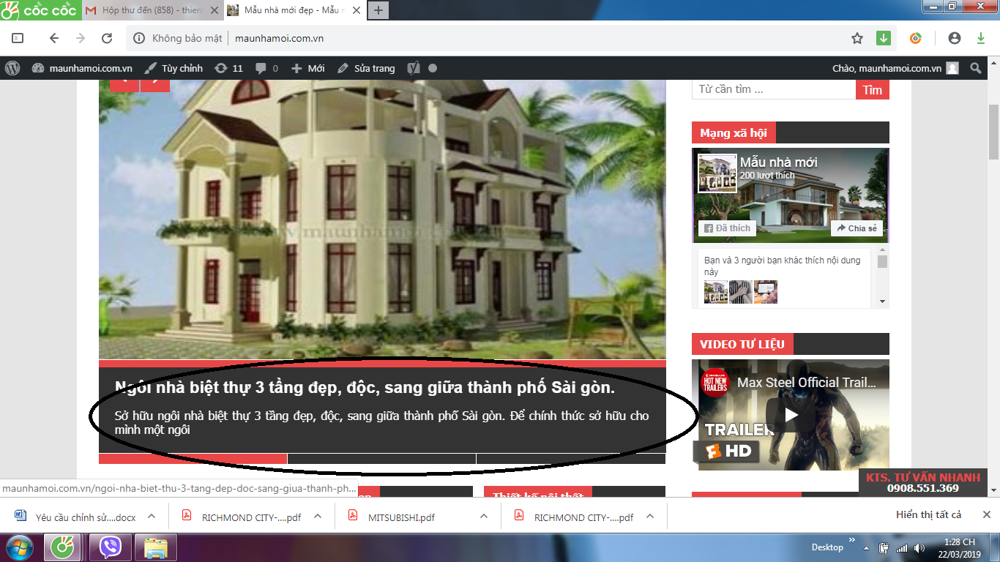 cốc cốc
Hộp thư đến (858) - thienl
Mẫu nhà mới đẹp - Mẫu n
Không bảo mật
maunhamoi.com.vn
maunhamoi.com.vn
Tùy chỉnh
11
0
Mới
Sửa trang
Chào, maunhamoi.com.vn
Từ cần tìm ...
Tìm
Mạng xã hội
Mẫu nhà mới
200 lượt thích
Đã thích
Chia sẻ
Bạn và 3 người bạn khác thích nội dung
này
www.maunhamoi.com.vn
Ngôi nhà biệt thự 3 tầng đẹp, độc, sang giữa thành phố Sài gòn.
Sở hữu ngôi nhà biệt thự 3 tầng đẹp, độc, sang giữa thành phố Sài gòn. Để chính thức sở hữu cho
mình một ngôi
VIDEO TƯ LIỆU
HOT NEW
TRAILERS
Max Steel Official Trail...
TRAILER
HD
KTS. TƯ VẤN NHANH
0908.551.369
maunhamoi.com.vn/ngoi-nha-biet-thu-3-tang-dep-doc-sang-giua-thanh-ph...
Thiết kế nội thất
Yêu cầu chỉnh sử....docx
RICHMOND CITY-....pdf
MITSUBISHI.pdf
RICHMOND CITY-....pdf
Hiển thị tất cả
Desktop
1:28 CH
22/03/2019